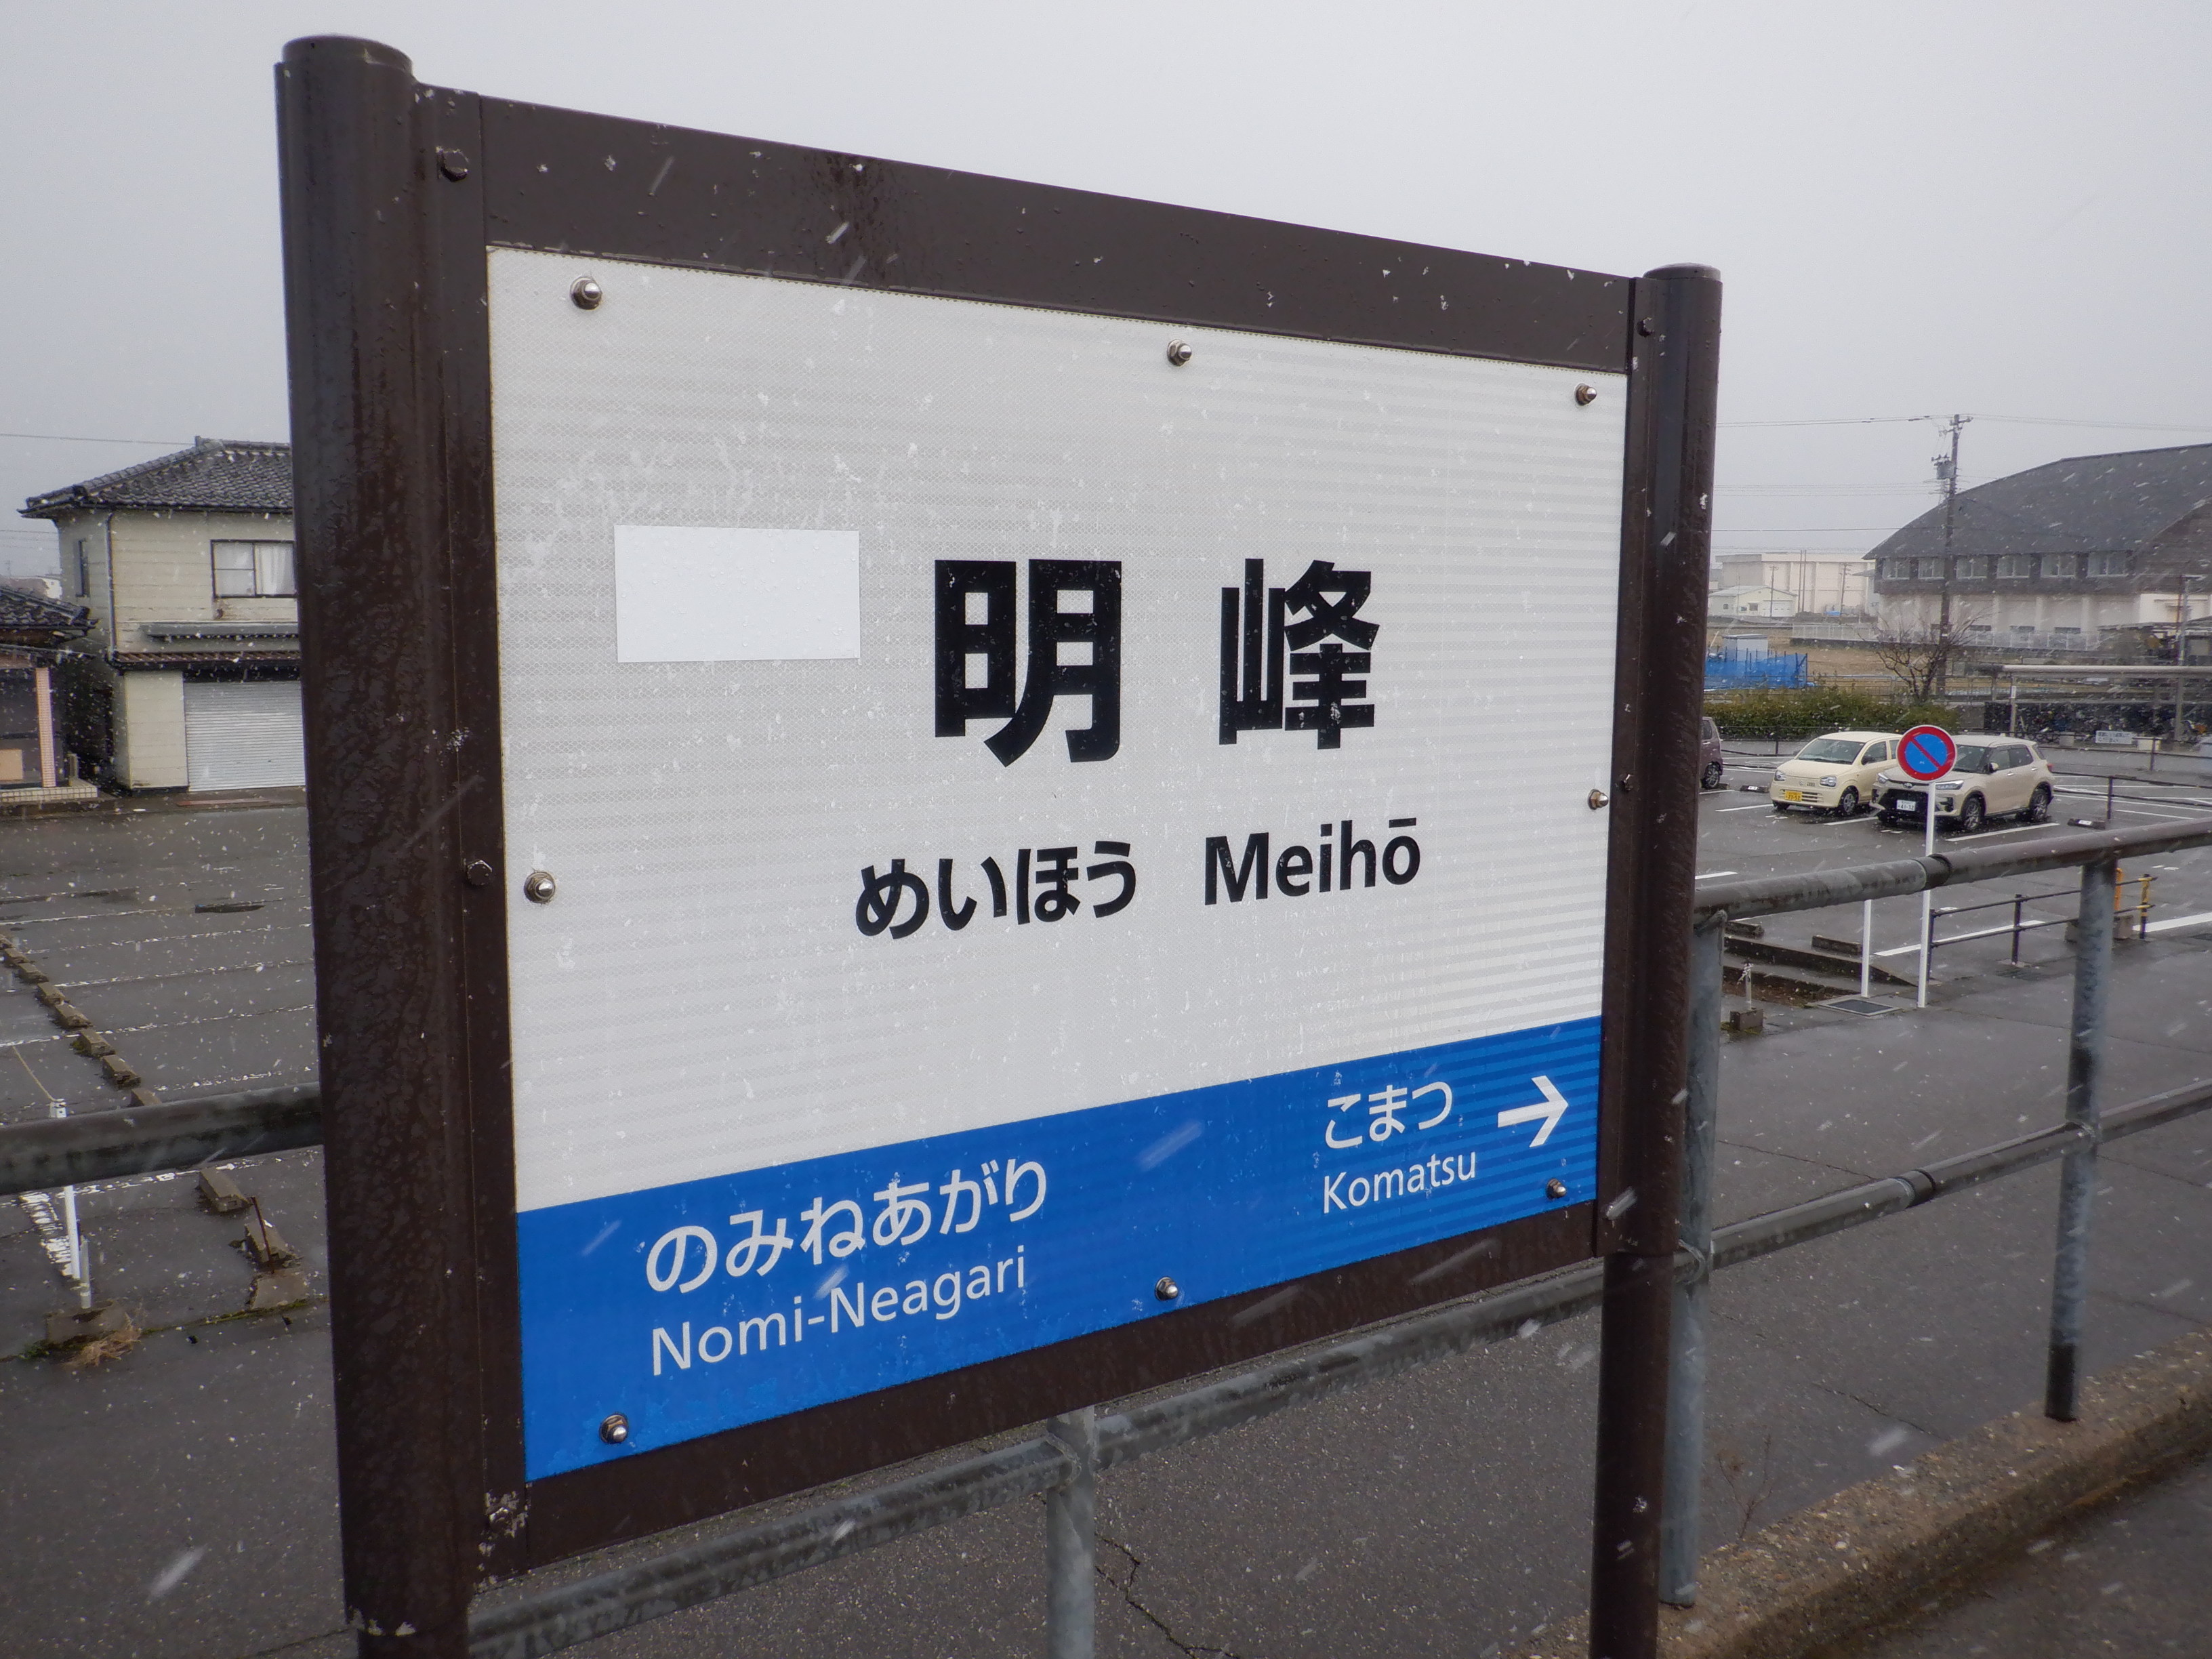 明峰
めいほう Meihō
のみねあがり
Nomi-Neagari
こまつ →
Komatsu